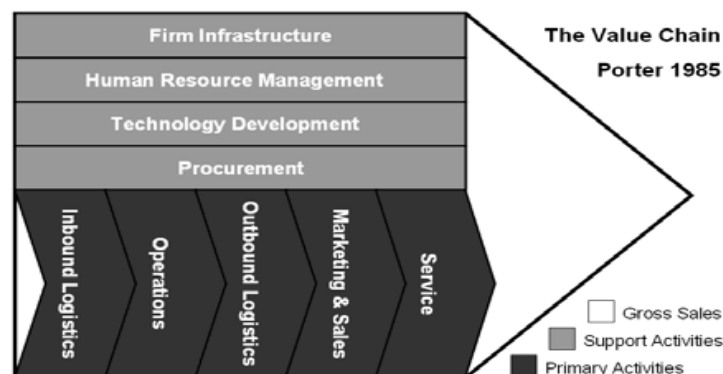 Firm Infrastructure
Human Resource Management
Technology Development
Procurement
Inbound Logistics
Operations
Outbound Logistics
Marketing & Sales
Service
The Value Chain
Porter 1985
Gross Sales
Support Activities
Primary Activities